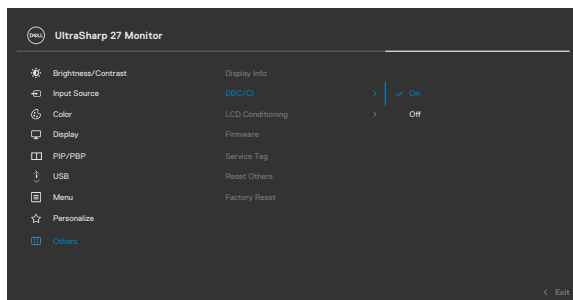 DELL UltraSharp 27 Monitor
Brightness/Contrast Display Info
Input Source DDC/CI > ✓ On
Color LCD Conditioning > Off
Display Firmware
PIP/PBP Service Tag
USB Reset Others
Menu Factory Reset
Personalize
Others
< Exit